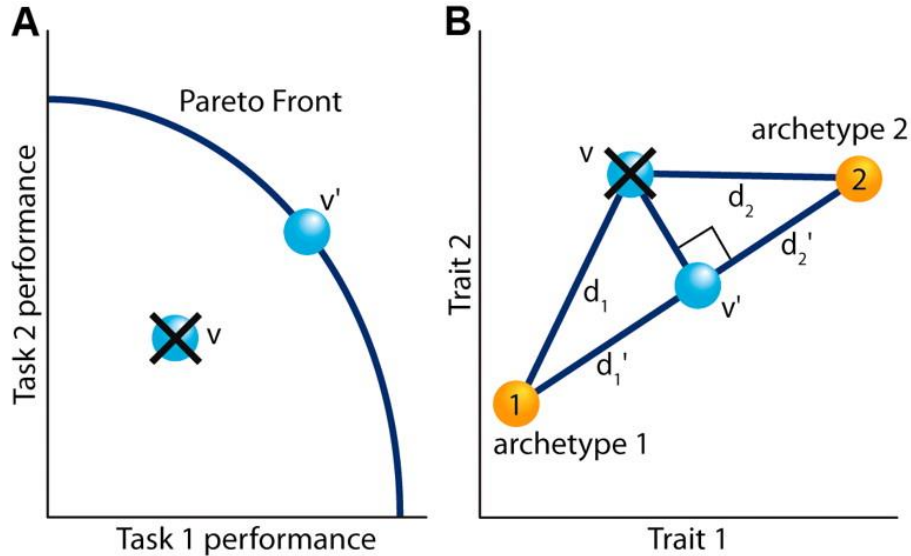 A
Pareto Front
v'
v
Task 2 performance
Task 1 performance
B
archetype 2
v
2
d₂
d₂'
d₁
v'
d₁'
1
archetype 1
Trait 2
Trait 1